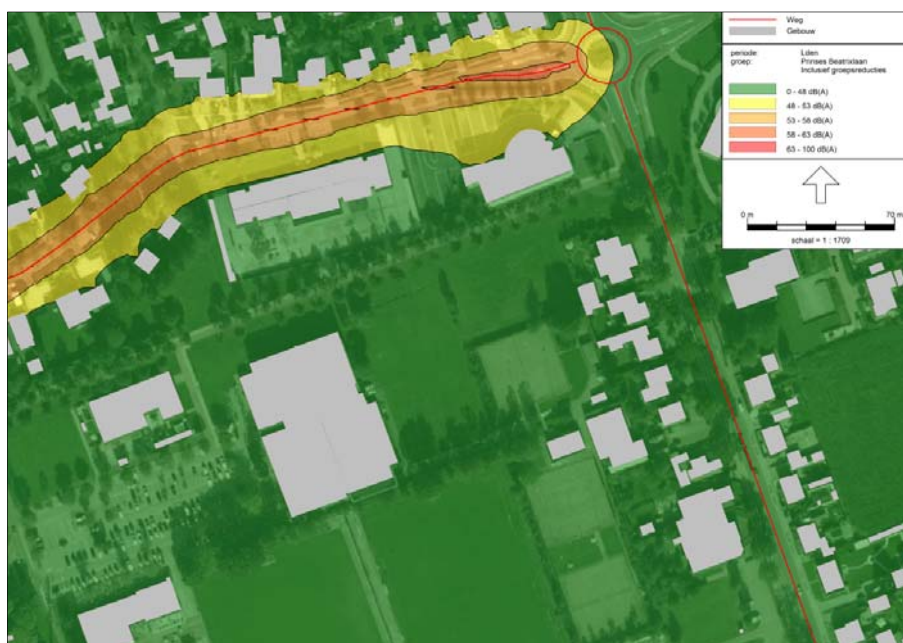 Weg
Gebouw
periode: Lden
groep: Prinses Beatrixlaan
Inclusief groepsreducties
0 - 48 dB(A)
48 - 53 dB(A)
53 - 58 dB(A)
58 - 63 dB(A)
63 - 100 dB(A)
0 m 70 m
schaal = 1 : 1709